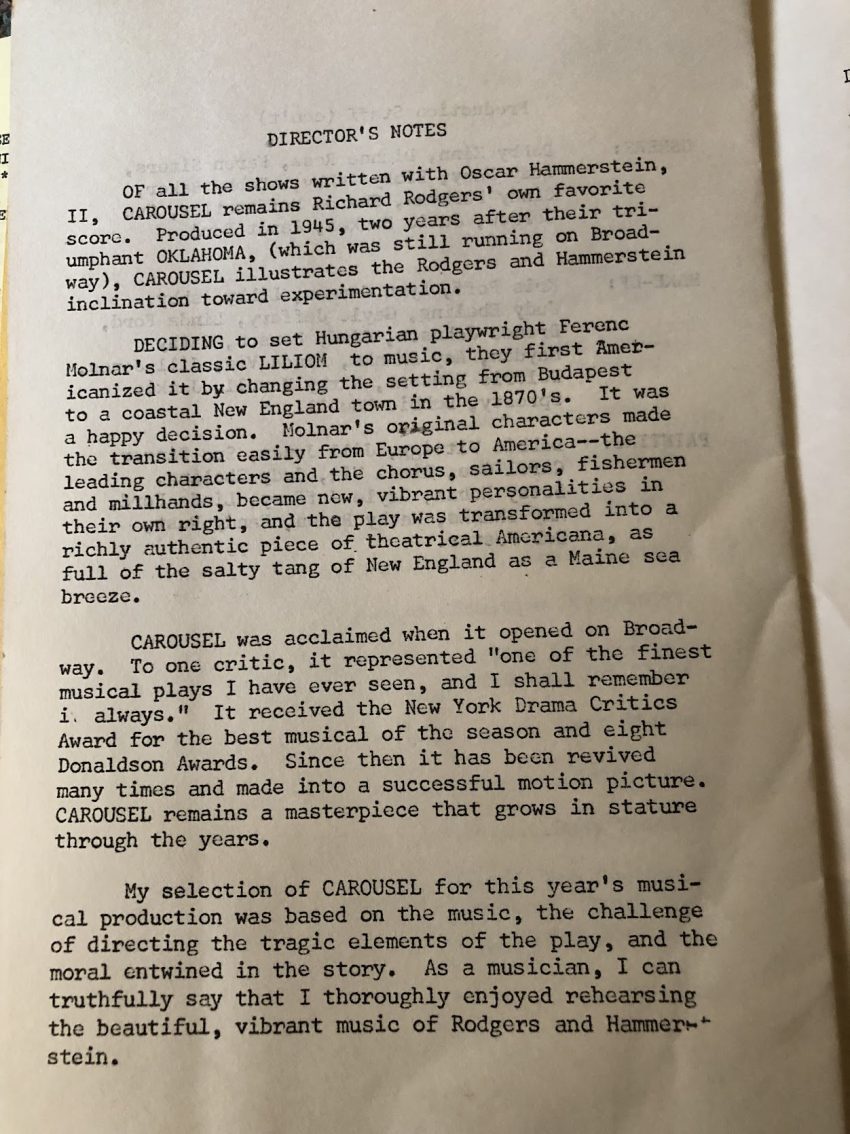 DIRECTOR'S NOTES
OF all the shows written with Oscar Hammerstein,
II, CAROUSEL remains Richard Rodgers' own favorite
score. Produced in 1945, two years after their tri-
umphant OKLAHOMA, (which was still running on Broad-
way), CAROUSEL illustrates the Rodgers and Hammerstein
inclination toward experimentation.
DECIDING to set Hungarian playwright Ferenc
Molnar's classic LILIOM to music, they first Amer-
icanized it by changing the setting from Budapest
to a coastal New England town in the 1870's. It was
a happy decision. Molnar's original characters made
the transition easily from Europe to America--the
leading characters and the chorus, sailors, fishermen
and millhands, became new, vibrant personalities in
their own right, and the play was transformed into a
richly authentic piece of theatrical Americana, as
full of the salty tang of New England as a Maine sea
breeze.
CAROUSEL was acclaimed when it opened on Broad-
way. To one critic, it represented "one of the finest
musical plays I have ever seen, and I shall remember
i. always." It received the New York Drama Critics
Award for the best musical of the season and eight
Donaldson Awards. Since then it has been revived
many times and made into a successful motion picture.
CAROUSEL remains a masterpiece that grows in stature
through the years.
My selection of CAROUSEL for this year's musi-
cal production was based on the music, the challenge
of directing the tragic elements of the play, and the
moral entwined in the story. As a musician, I can
truthfully say that I thoroughly enjoyed rehearsing
the beautiful, vibrant music of Rodgers and Hammer-
stein.